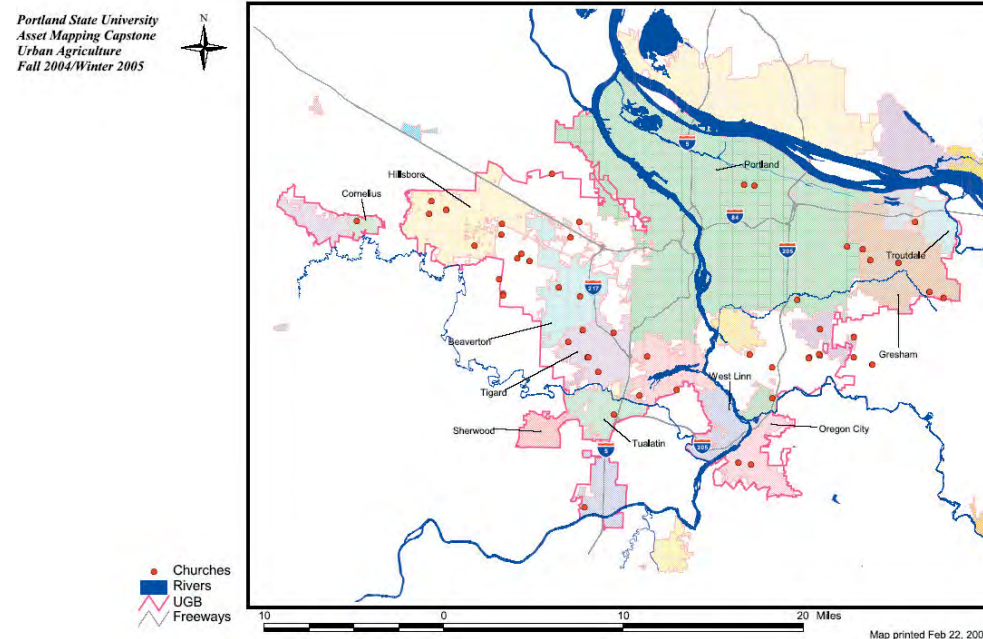 Portland State University
Asset Mapping Capstone
Urban Agriculture
Fall 2004/Winter 2005
N
5
Portland
Hillsboro
Cornelius
84
205
Troutdale
217
Beaverton
Gresham
West Linn
Tigard
Sherwood
Tualatin
Oregon City
205
5
Churches
Rivers
UGB
Freeways
10 0 10 20 Miles
Map printed Feb 22, 200